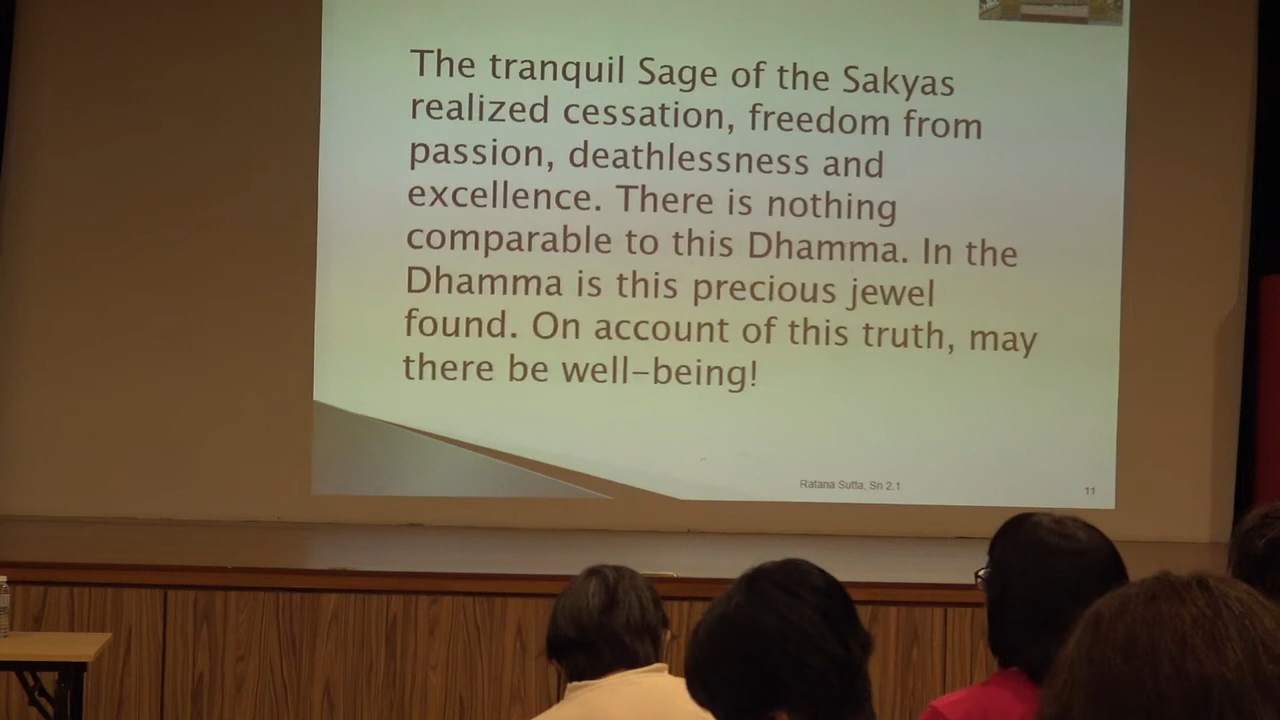 The tranquil Sage of the Sakyas
realized cessation, freedom from
passion, deathlessness and
excellence. There is nothing
comparable to this Dhamma. In the
Dhamma is this precious jewel
found. On account of this truth, may
there be well-being!
Ratana Sutta, Sn 2.1
11